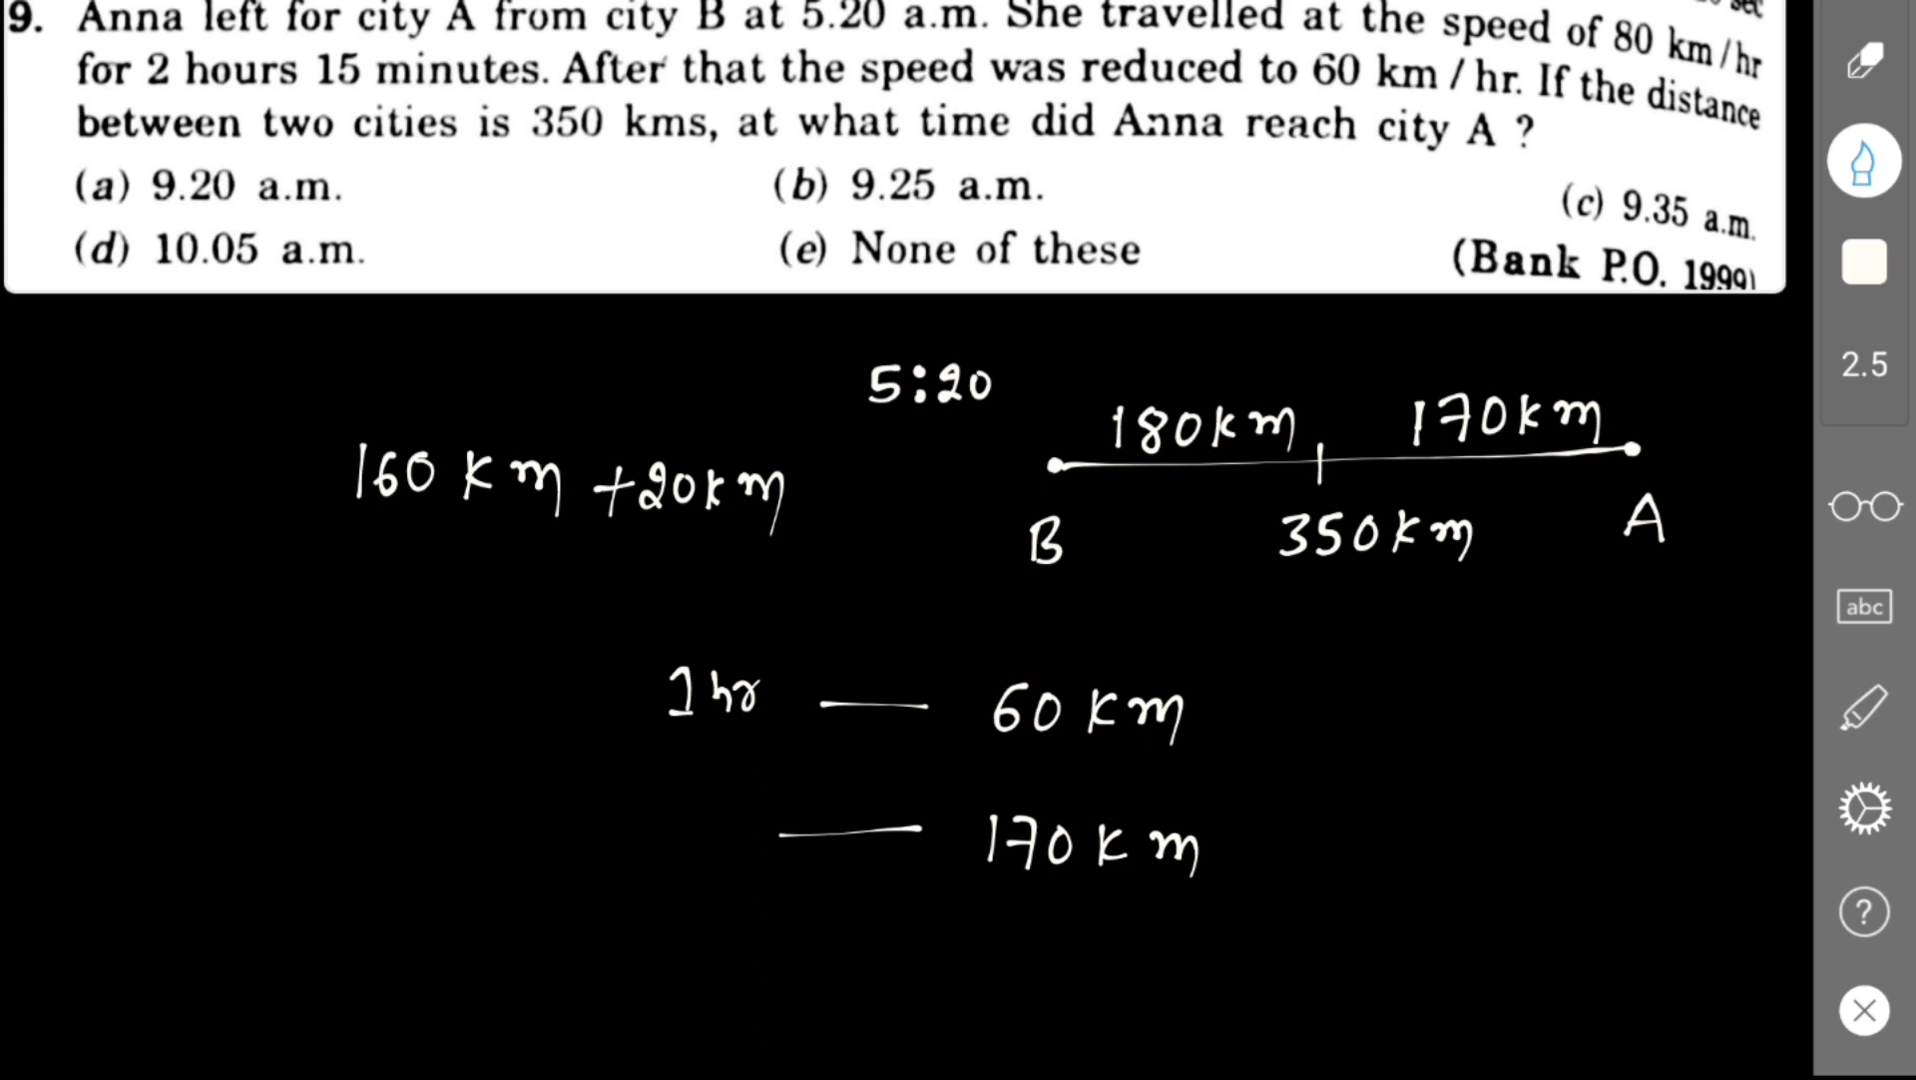 sec
9. Anna left for city A from city B at 5.20 a.m. She travelled at the speed of 80 km/hr
for 2 hours 15 minutes. After that the speed was reduced to 60 km / hr. If the distance
between two cities is 350 kms, at what time did Anna reach city A ?
(a) 9.20 a.m. (b) 9.25 a.m. (c) 9.35 a.m.
(d) 10.05 a.m. (e) None of these (Bank P.O. 1999)
2.5
5:20
180km 170km
160 km +20km
B 350km A
abc
1 hr — 60 km
— 170 km
?